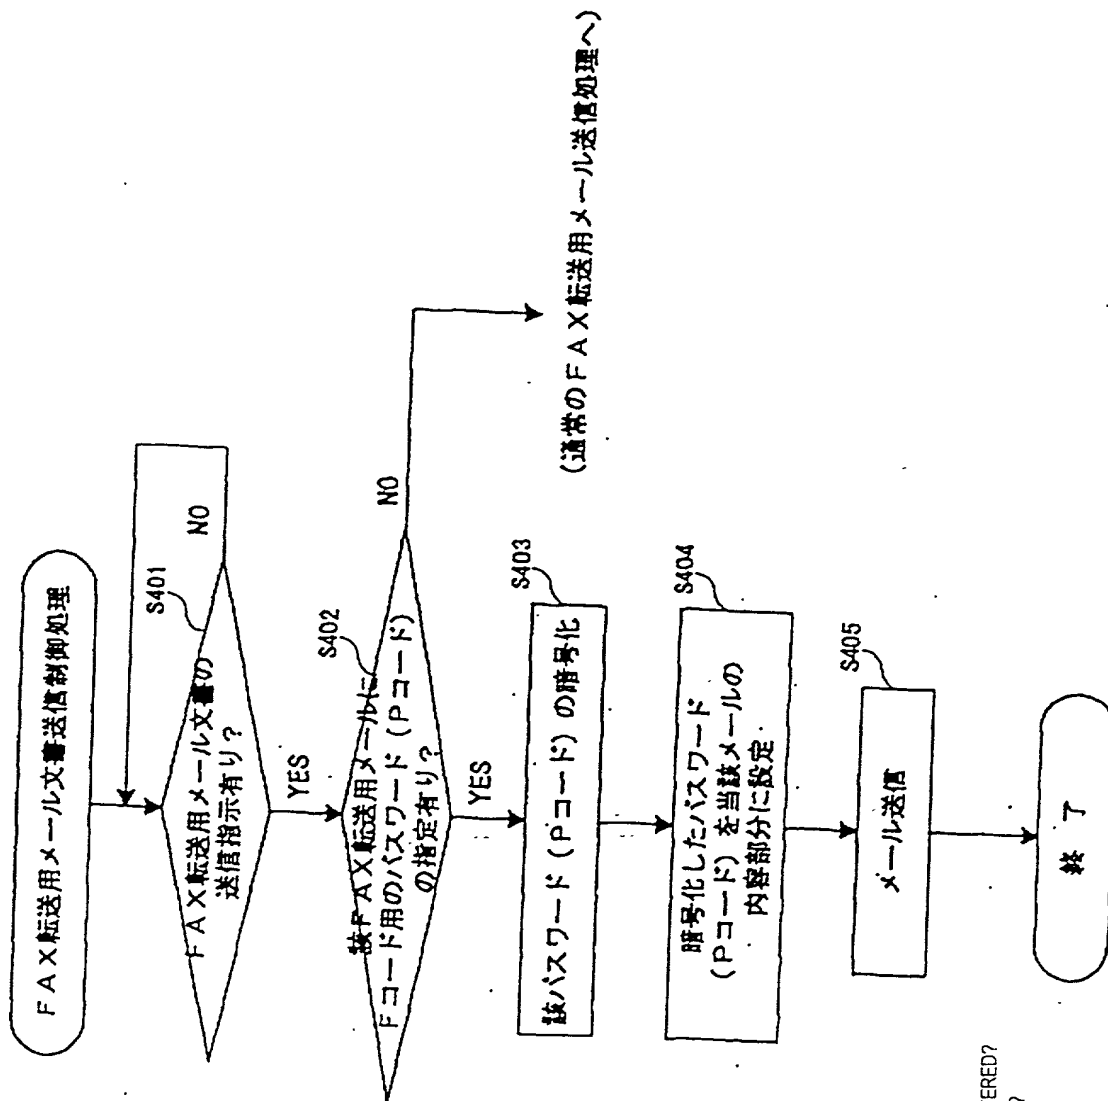 FAX転送用メール文書送信制御処理
S401
FAX転送用メール文書の
送信指示有り?
NO
YES
S402
該FAX転送用メールに
Fコード用のパスワード(Pコード)
の指定有り?
NO
(通常のFAX転送用メール送信処理へ)
YES
S403
該パスワード(Pコード)の暗号化
S404
暗号化したパスワード
(Pコード)を当該メールの
内容部分に設定
S405
メール送信
終 了
ERED?
?